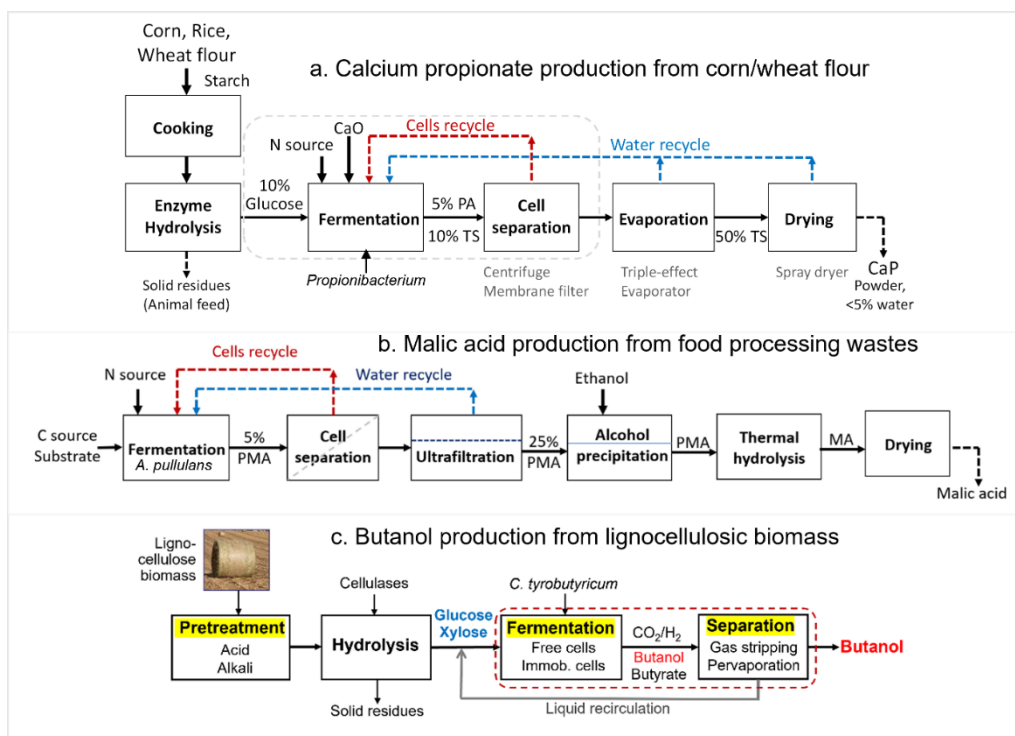 Corn, Rice,
Wheat flour
Starch
a. Calcium propionate production from corn/wheat flour
Cooking
N source
CaO
Cells recycle
Water recycle
Enzyme
Hydrolysis
10%
Glucose
Fermentation
5% PA
10% TS
Cell
separation
Evaporation
50% TS
Drying
Solid residues
(Animal feed)
Propionibacterium
Centrifuge
Membrane filter
Triple-effect
Evaporator
Spray dryer
CaP
Powder,
<5% water
b. Malic acid production from food processing wastes
Cells recycle
N source
Water recycle
Ethanol
C source
Substrate
Fermentation
A. pullulans
5%
PMA
Cell
separation
Ultrafiltration
25%
PMA
Alcohol
precipitation
PMA
Thermal
hydrolysis
MA
Drying
Malic acid
c. Butanol production from lignocellulosic biomass
Ligno-
cellulose
biomass
Cellulases
C. tyrobutyricum
Pretreatment
Acid
Alkali
Hydrolysis
Glucose
Xylose
Fermentation
Free cells
Immob. cells
CO₂/H₂
Butanol
Butyrate
Separation
Gas stripping
Pervaporation
Butanol
Solid residues
Liquid recirculation